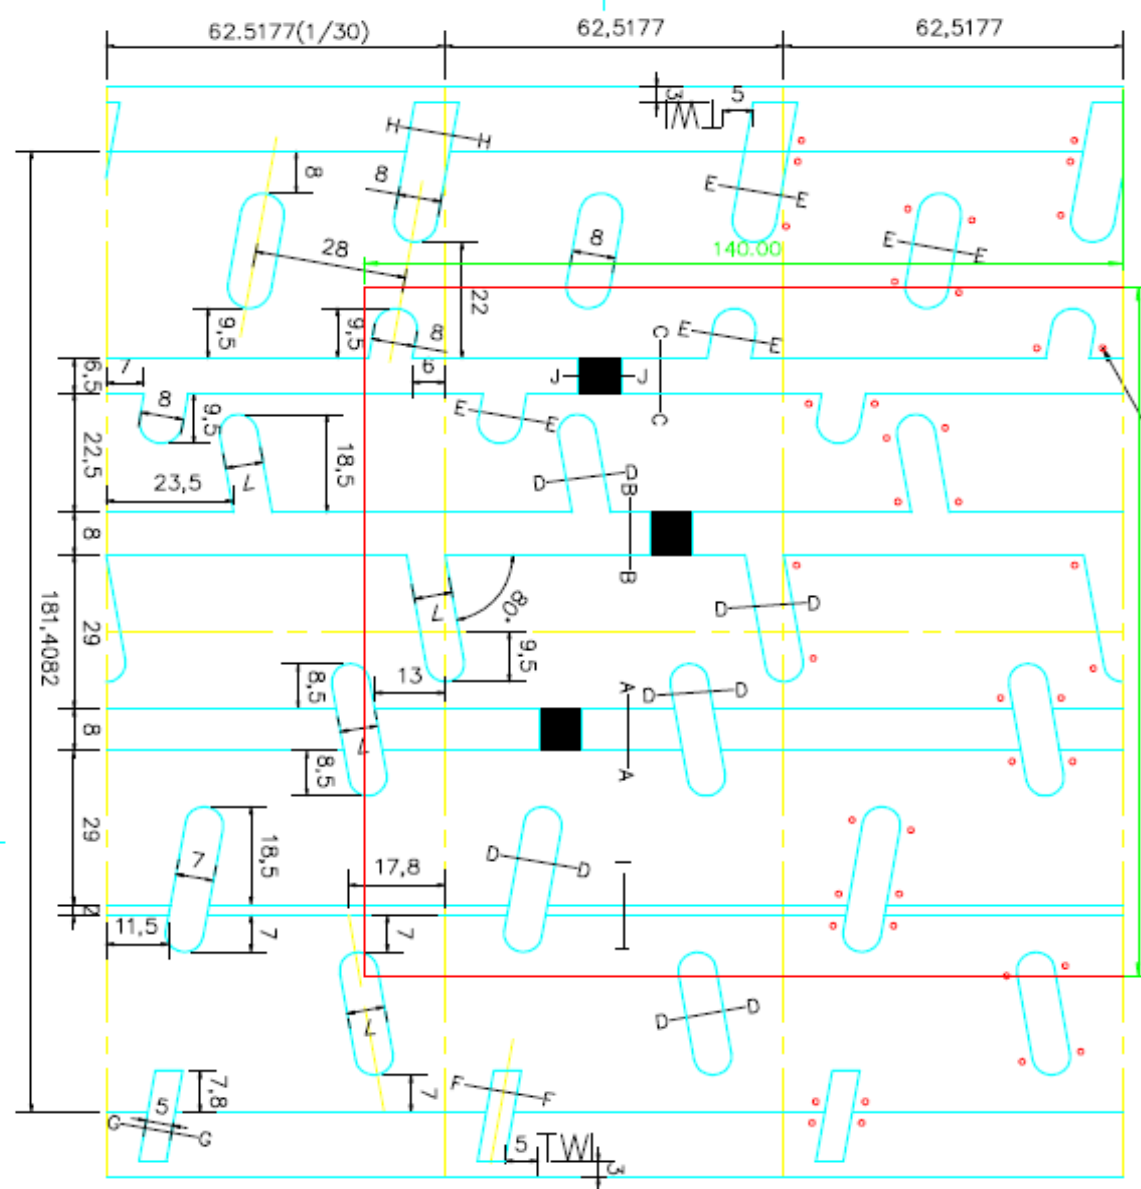 62.5177(1/30) 62,5177 62,5177
3 TWI 5
H H
8 8 E E
28 8 E E
140.00
22
9,5 9,5 8 E E C
6,5 7 6 J J
8 9,5 E E C
22,5 18,5
23,5 7 D D
B
8 B
7 80°
D D
181,4082 29 9,5
8,5 13 A D D
8 7
8,5 A
29 18,5
7 17,8 D D
2
11,5 7 7
7 D D
7,8 7 F F
5
G G
5 TWI 3